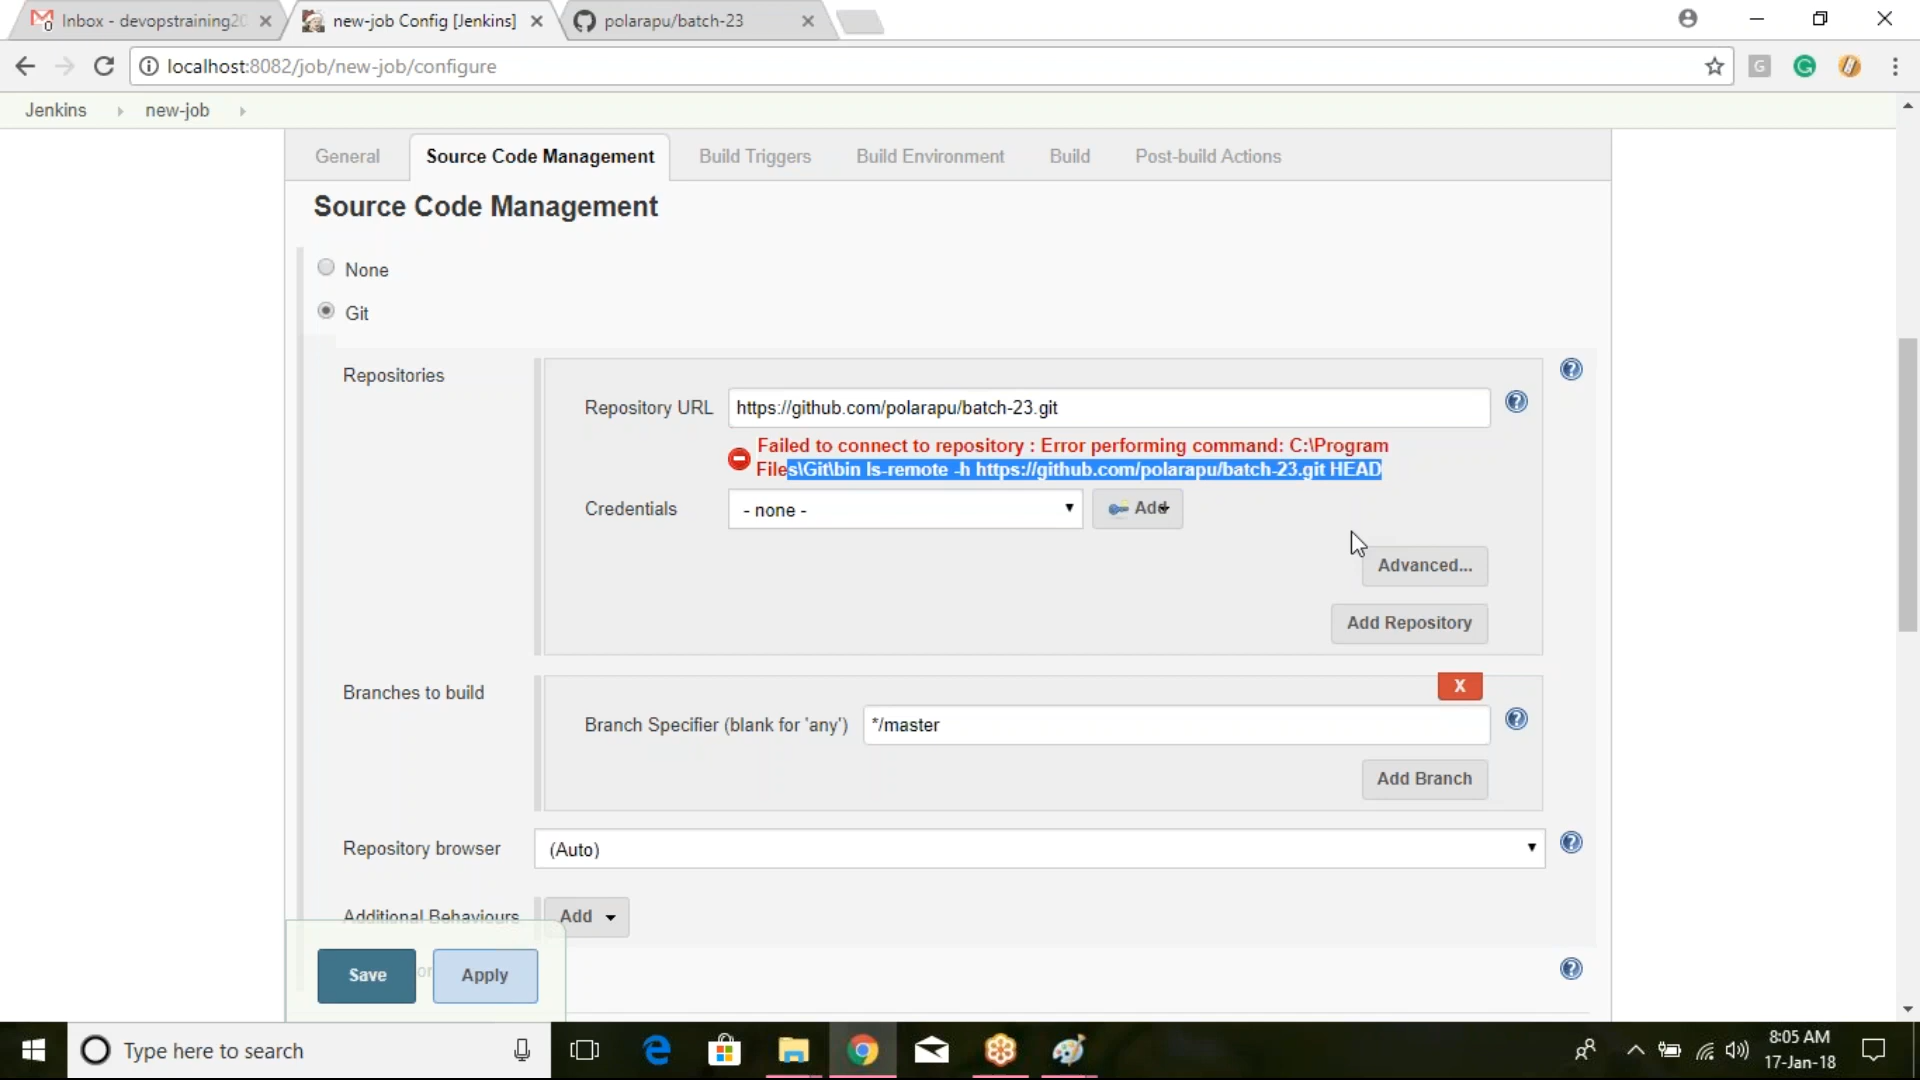 Inbox - devopstraining20
new-job Config [Jenkins]
polarapu/batch-23
localhost:8082/job/new-job/configure
Jenkins
new-job
General
Source Code Management
Build Triggers
Build Environment
Build
Post-build Actions
Source Code Management
None
Git
Repositories
Repository URL
https://github.com/polarapu/batch-23.git
Failed to connect to repository : Error performing command: C:\Program
Files\Git\bin ls-remote -h https://github.com/polarapu/batch-23.git HEAD
Credentials
- none -
Add
Advanced...
Add Repository
Branches to build
X
Branch Specifier (blank for 'any')
*/master
Add Branch
Repository browser
(Auto)
Additional Behaviours
Add
Save
Apply
Type here to search
8:05 AM
17-Jan-18